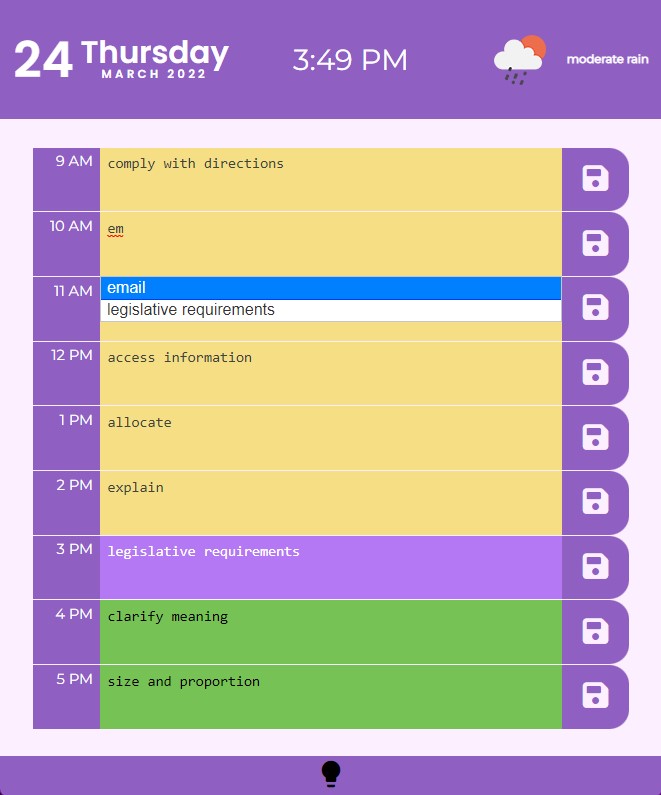 24 Thursday
MARCH 2022
3:49 PM
moderate rain
9 AM comply with directions
10 AM em
11 AM email
legislative requirements
12 PM access information
1 PM allocate
2 PM explain
3 PM legislative requirements
4 PM clarify meaning
5 PM size and proportion